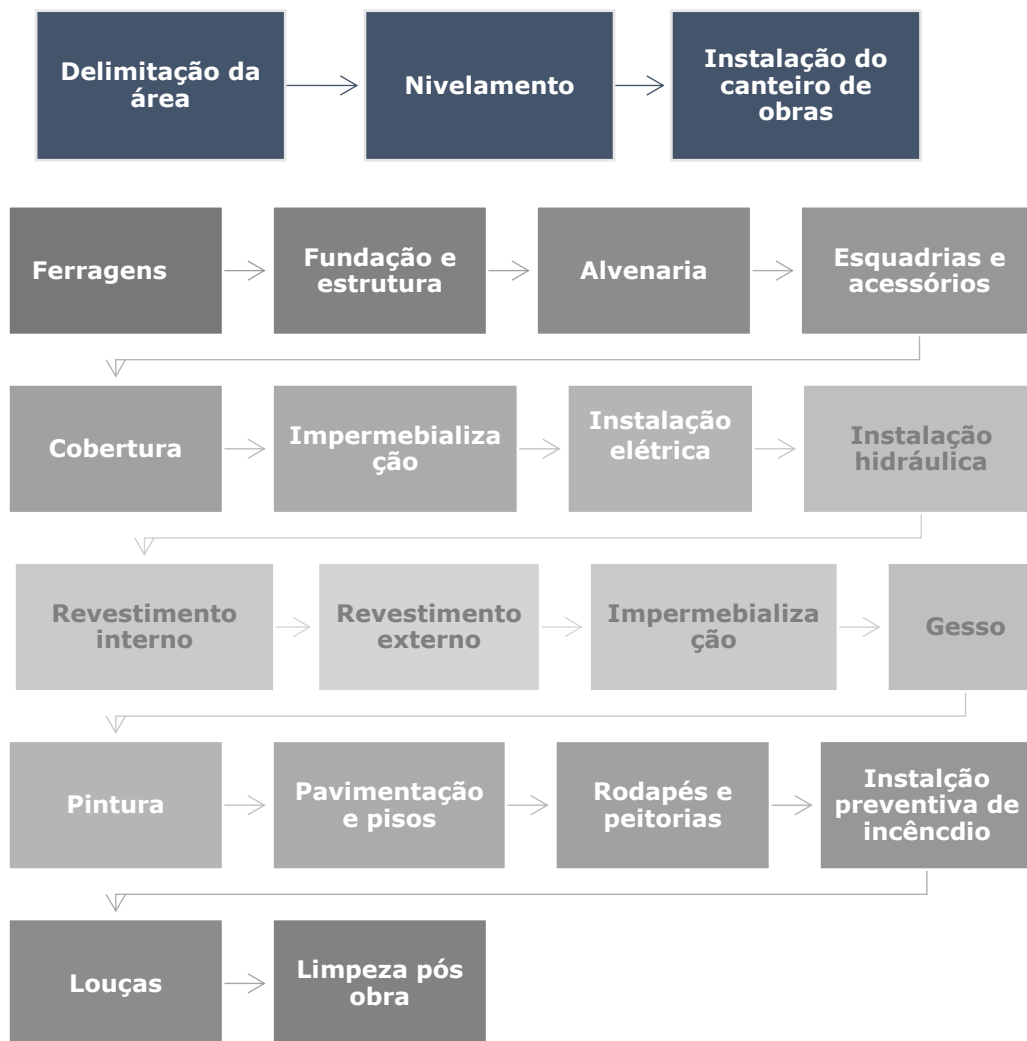 Delimitação da
área
Nivelamento
Instalação do
canteiro de
obras
Ferragens
Fundação e
estrutura
Alvenaria
Esquadrias e
acessórios
Cobertura
Impermebializa
ção
Instalação
elétrica
Instalação
hidráulica
Revestimento
interno
Revestimento
externo
Impermebializa
ção
Gesso
Pintura
Pavimentação
e pisos
Rodapés e
peitorias
Instalção
preventiva de
incêncdio
Louças
Limpeza pós
obra